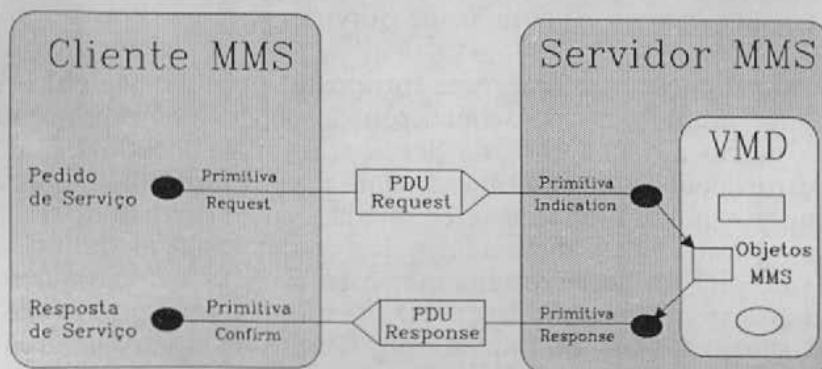 Cliente MMS
Servidor MMS
VMD
Pedido
de Serviço
Primitiva
Request
PDU
Request
Primitiva
Indication
Objetos
MMS
Resposta
de Serviço
Primitiva
Confirm
PDU
Response
Primitiva
Response